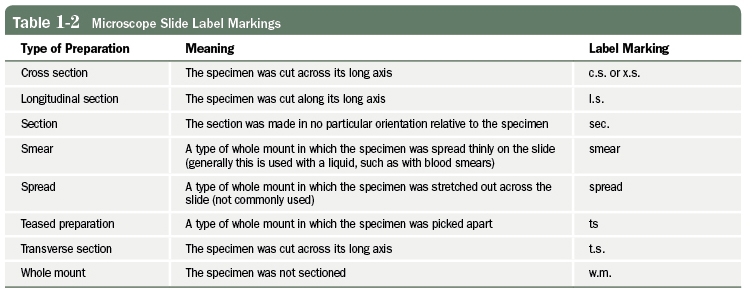 Table 1-2 Microscope Slide Label Markings
Type of Preparation Meaning Label Marking
Cross section The specimen was cut across its long axis c.s. or x.s.
Longitudinal section The specimen was cut along its long axis l.s.
Section The section was made in no particular orientation relative to the specimen sec.
Smear A type of whole mount in which the specimen was spread thinly on the slide smear
(generally this is used with a liquid, such as with blood smears)
Spread A type of whole mount in which the specimen was stretched out across the spread
slide (not commonly used)
Teased preparation A type of whole mount in which the specimen was picked apart ts
Transverse section The specimen was cut across its long axis t.s.
Whole mount The specimen was not sectioned w.m.